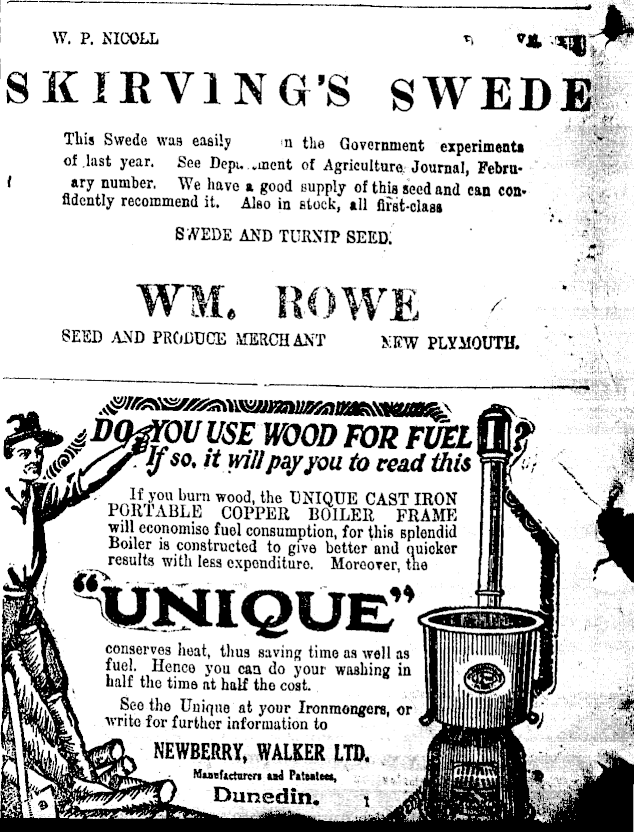 W. P. NICOLL
SKIRVING'S SWEDE
This Swede was easily in the Government experiments
of last year. See Department of Agriculture Journal, Febru-
ary number. We have a good supply of this seed and can con-
fidently recommend it. Also in stock, all first-class
SWEDE AND TURNIP SEED.
WM. ROWE
SEED AND PRODUCE MERCHANT NEW PLYMOUTH.
DO YOU USE WOOD FOR FUEL?
If so, it will pay you to read this
If you burn wood, the UNIQUE CAST IRON
PORTABLE COPPER BOILER FRAME
will economise fuel consumption, for this splendid
Boiler is constructed to give better and quicker
results with less expenditure. Moreover, the
"UNIQUE"
conserves heat, thus saving time as well as
fuel. Hence you can do your washing in
half the time at half the cost.
See the Unique at your Ironmongers, or
write for further information to
NEWBERRY, WALKER LTD.
Manufacturers and Patentees,
Dunedin. 1